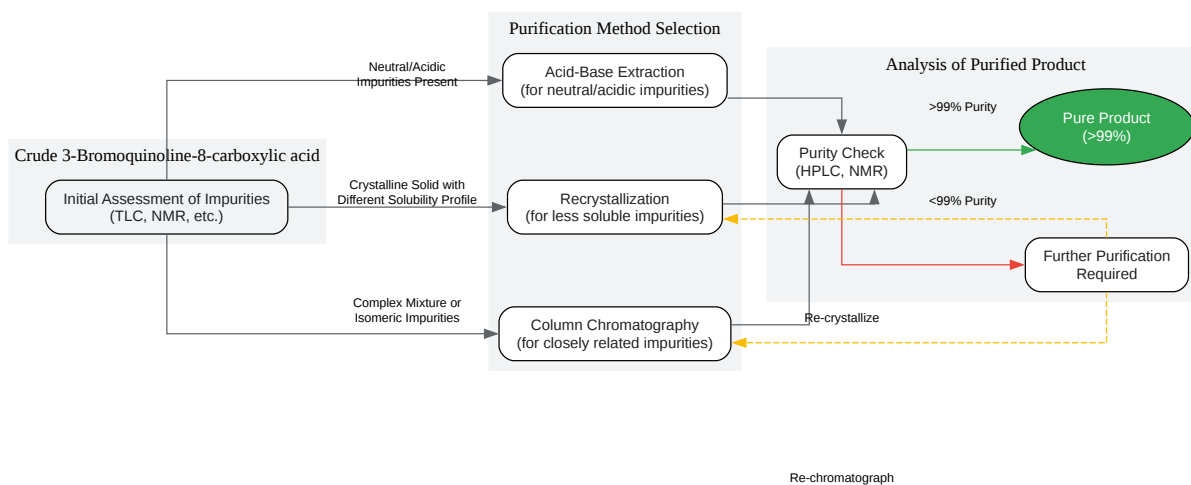 Purification Method Selection
Neutral/Acidic
Impurities Present
Acid-Base Extraction
(for neutral/acidic impurities)
Analysis of Purified Product
>99% Purity
Pure Product
(>99%)
Crude 3-Bromoquinoline-8-carboxylic acid
Purity Check
(HPLC, NMR)
Initial Assessment of Impurities
(TLC, NMR, etc.)
Crystalline Solid with
Different Solubility Profile
Recrystallization
(for less soluble impurities)
<99% Purity
Further Purification
Required
Complex Mixture or
Isomeric Impurities
Column Chromatography
(for closely related impurities)
Re-crystallize
Re-chromatograph